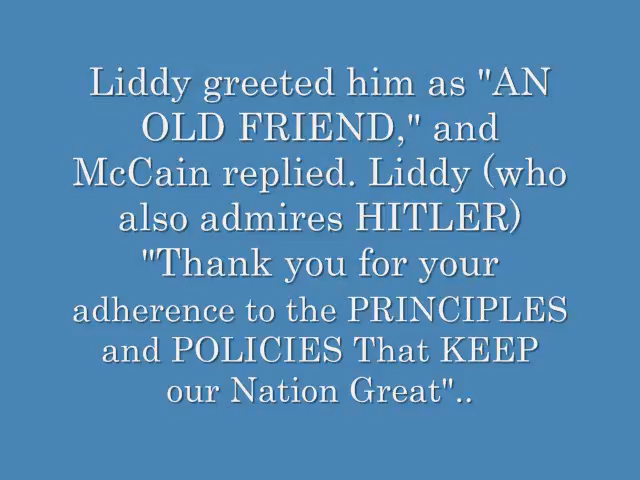 Liddy greeted him as "AN
OLD FRIEND," and
McCain replied. Liddy (who
also admires HITLER)
"Thank you for your
adherence to the PRINCIPLES
and POLICIES That KEEP
our Nation Great"..